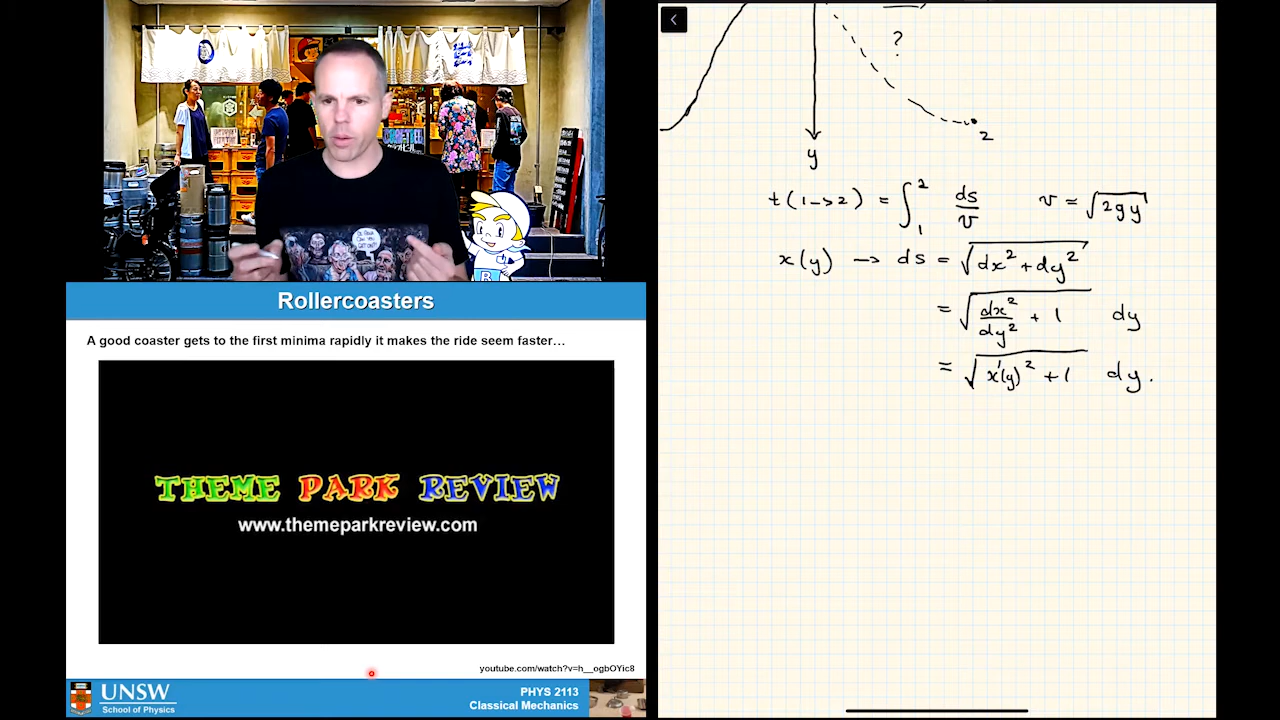 Rollercoasters
A good coaster gets to the first minima rapidly it makes the ride seem faster…
THEME PARK REVIEW
www.themeparkreview.com
youtube.com/watch?v=h__ogbOYic8
UNSW
School of Physics
PHYS 2113
Classical Mechanics
?
2
y
t(1->2) = ∫₁² ds/v v = √2gy
x(y) → ds = √dx² + dy²
= √dx²/dy² + 1 dy
= √x'(y)² + 1 dy.